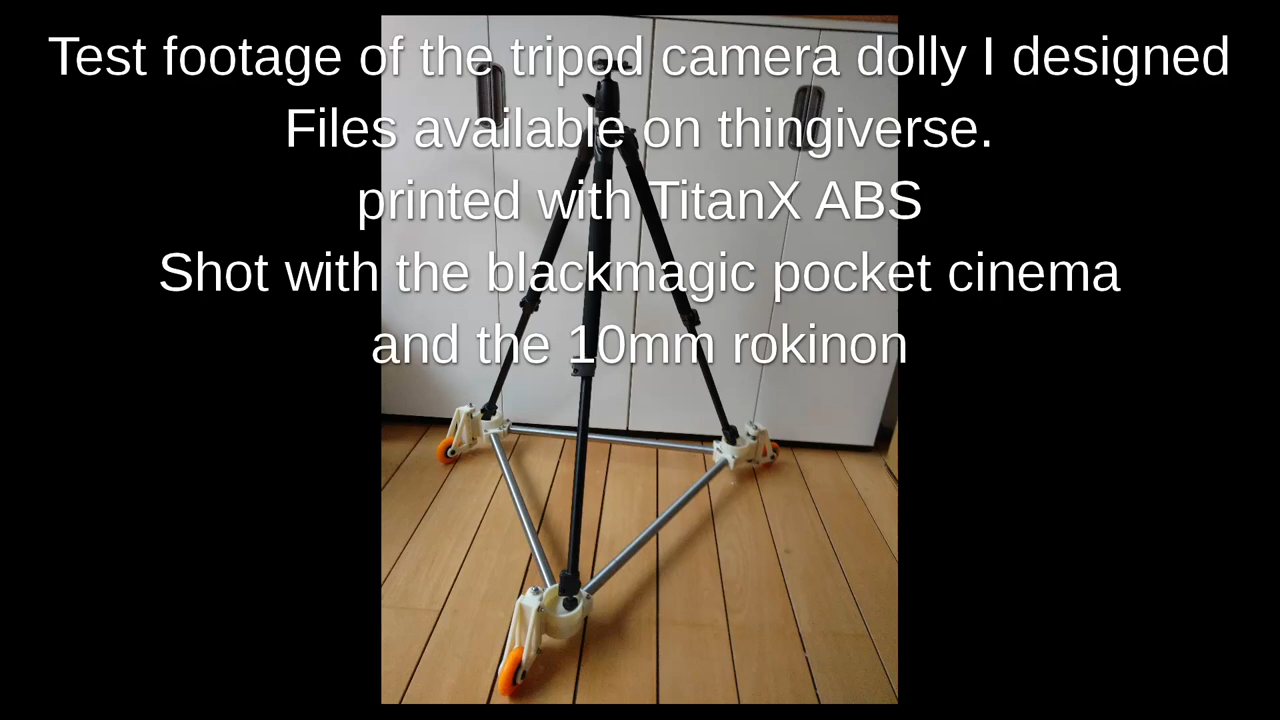 Test footage of the tripod camera dolly I designed
Files available on thingiverse.
printed with TitanX ABS
Shot with the blackmagic pocket cinema
and the 10mm rokinon